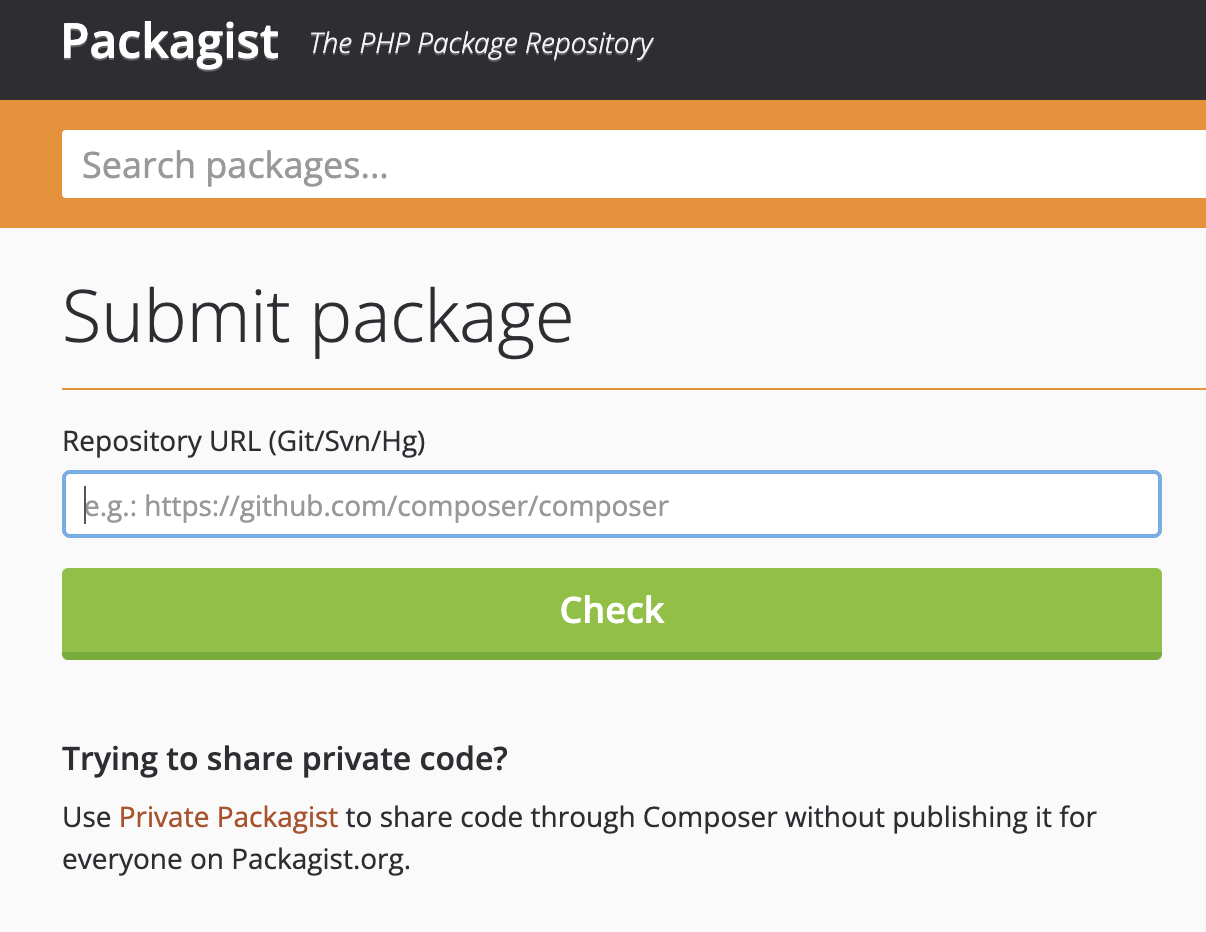 Packagist The PHP Package Repository
Search packages...
Submit package
Repository URL (Git/Svn/Hg)
e.g.: https://github.com/composer/composer
Check
Trying to share private code?
Use Private Packagist to share code through Composer without publishing it for
everyone on Packagist.org.